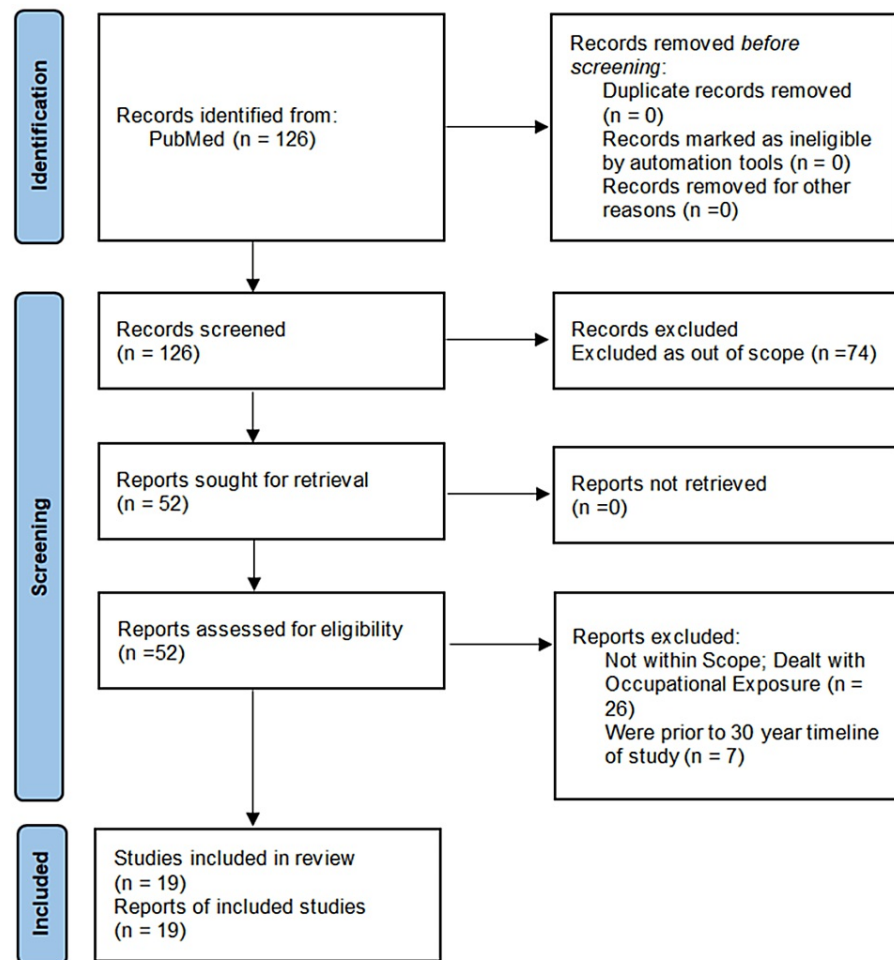 Identification
Records identified from:
PubMed (n = 126)
Records removed before
screening:
Duplicate records removed
(n = 0)
Records marked as ineligible
by automation tools (n = 0)
Records removed for other
reasons (n =0)
Screening
Records screened
(n = 126)
Records excluded
Excluded as out of scope (n =74)
Reports sought for retrieval
(n = 52)
Reports not retrieved
(n =0)
Reports assessed for eligibility
(n =52)
Reports excluded:
Not within Scope; Dealt with
Occupational Exposure (n =
26)
Were prior to 30 year timeline
of study (n = 7)
Included
Studies included in review
(n = 19)
Reports of included studies
(n = 19)